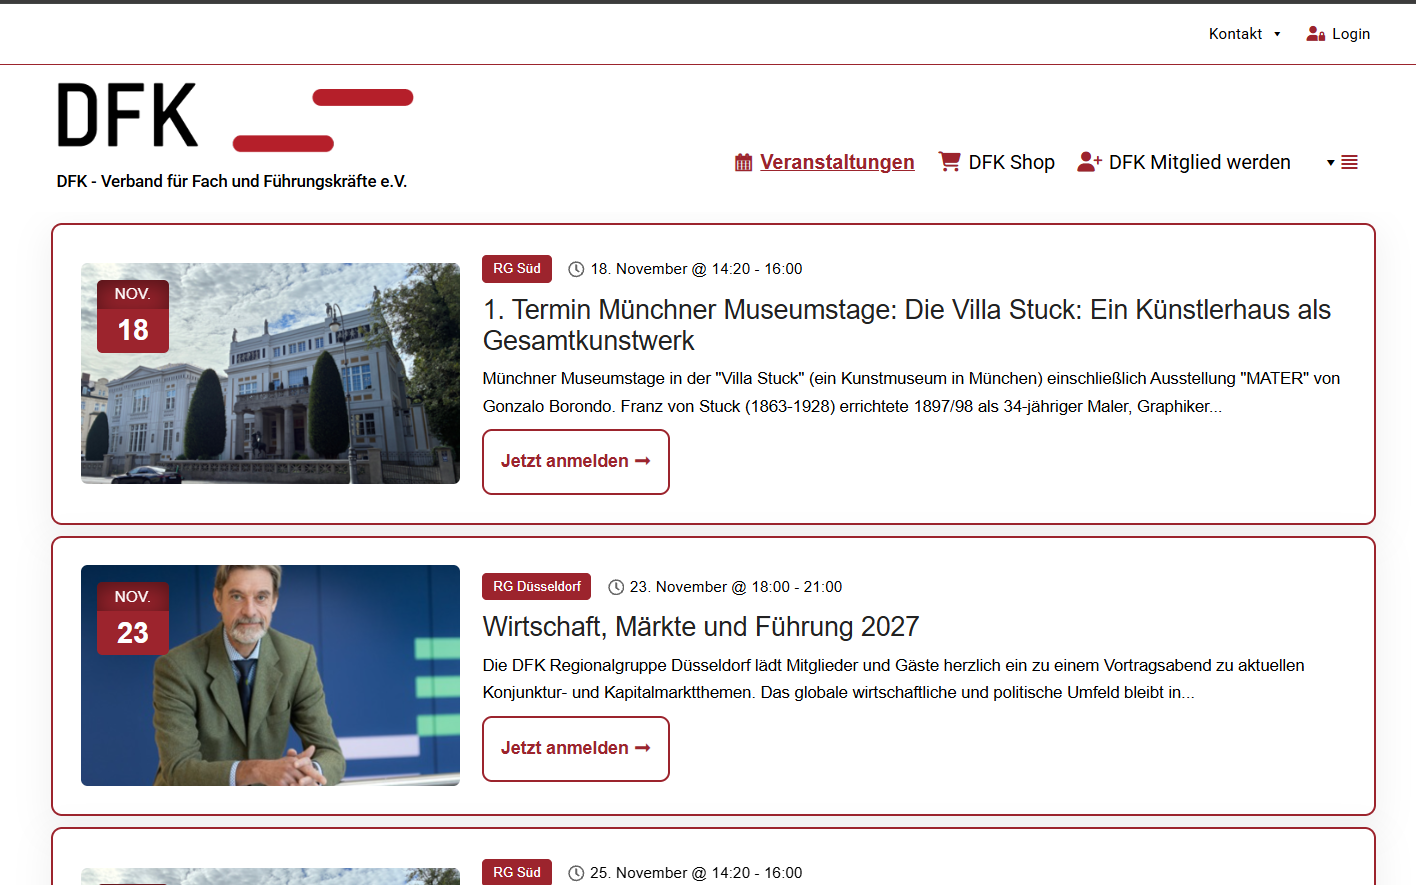 Kontakt Login
DFK
DFK - Verband für Fach und Führungskräfte e.V.
Veranstaltungen DFK Shop DFK Mitglied werden
NOV.
18
RG Süd 18. November @ 14:20 - 16:00
1. Termin Münchner Museumstage: Die Villa Stuck: Ein Künstlerhaus als
Gesamtkunstwerk
Münchner Museumstage in der "Villa Stuck" (ein Kunstmuseum in München) einschließlich Ausstellung "MATER" von
Gonzalo Borondo. Franz von Stuck (1863-1928) errichtete 1897/98 als 34-jähriger Maler, Graphiker...
Jetzt anmelden
NOV.
23
RG Düsseldorf 23. November @ 18:00 - 21:00
Wirtschaft, Märkte und Führung 2027
Die DFK Regionalgruppe Düsseldorf lädt Mitglieder und Gäste herzlich ein zu einem Vortragsabend zu aktuellen
Konjunktur- und Kapitalmarktthemen. Das globale wirtschaftliche und politische Umfeld bleibt in...
Jetzt anmelden
RG Süd 25. November @ 14:20 - 16:00